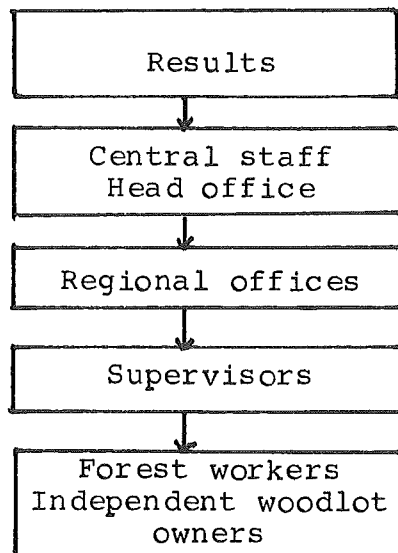 Results
Central staff
Head office
Regional offices
Supervisors
Forest workers
Independent woodlot
owners